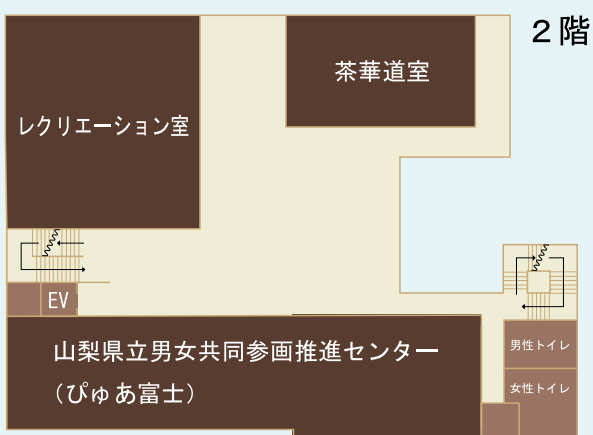 ２階
茶華道室
レクリエーション室
EV
山梨県立男女共同参画推進センター
（ぴゅあ富士）
男性トイレ
女性トイレ